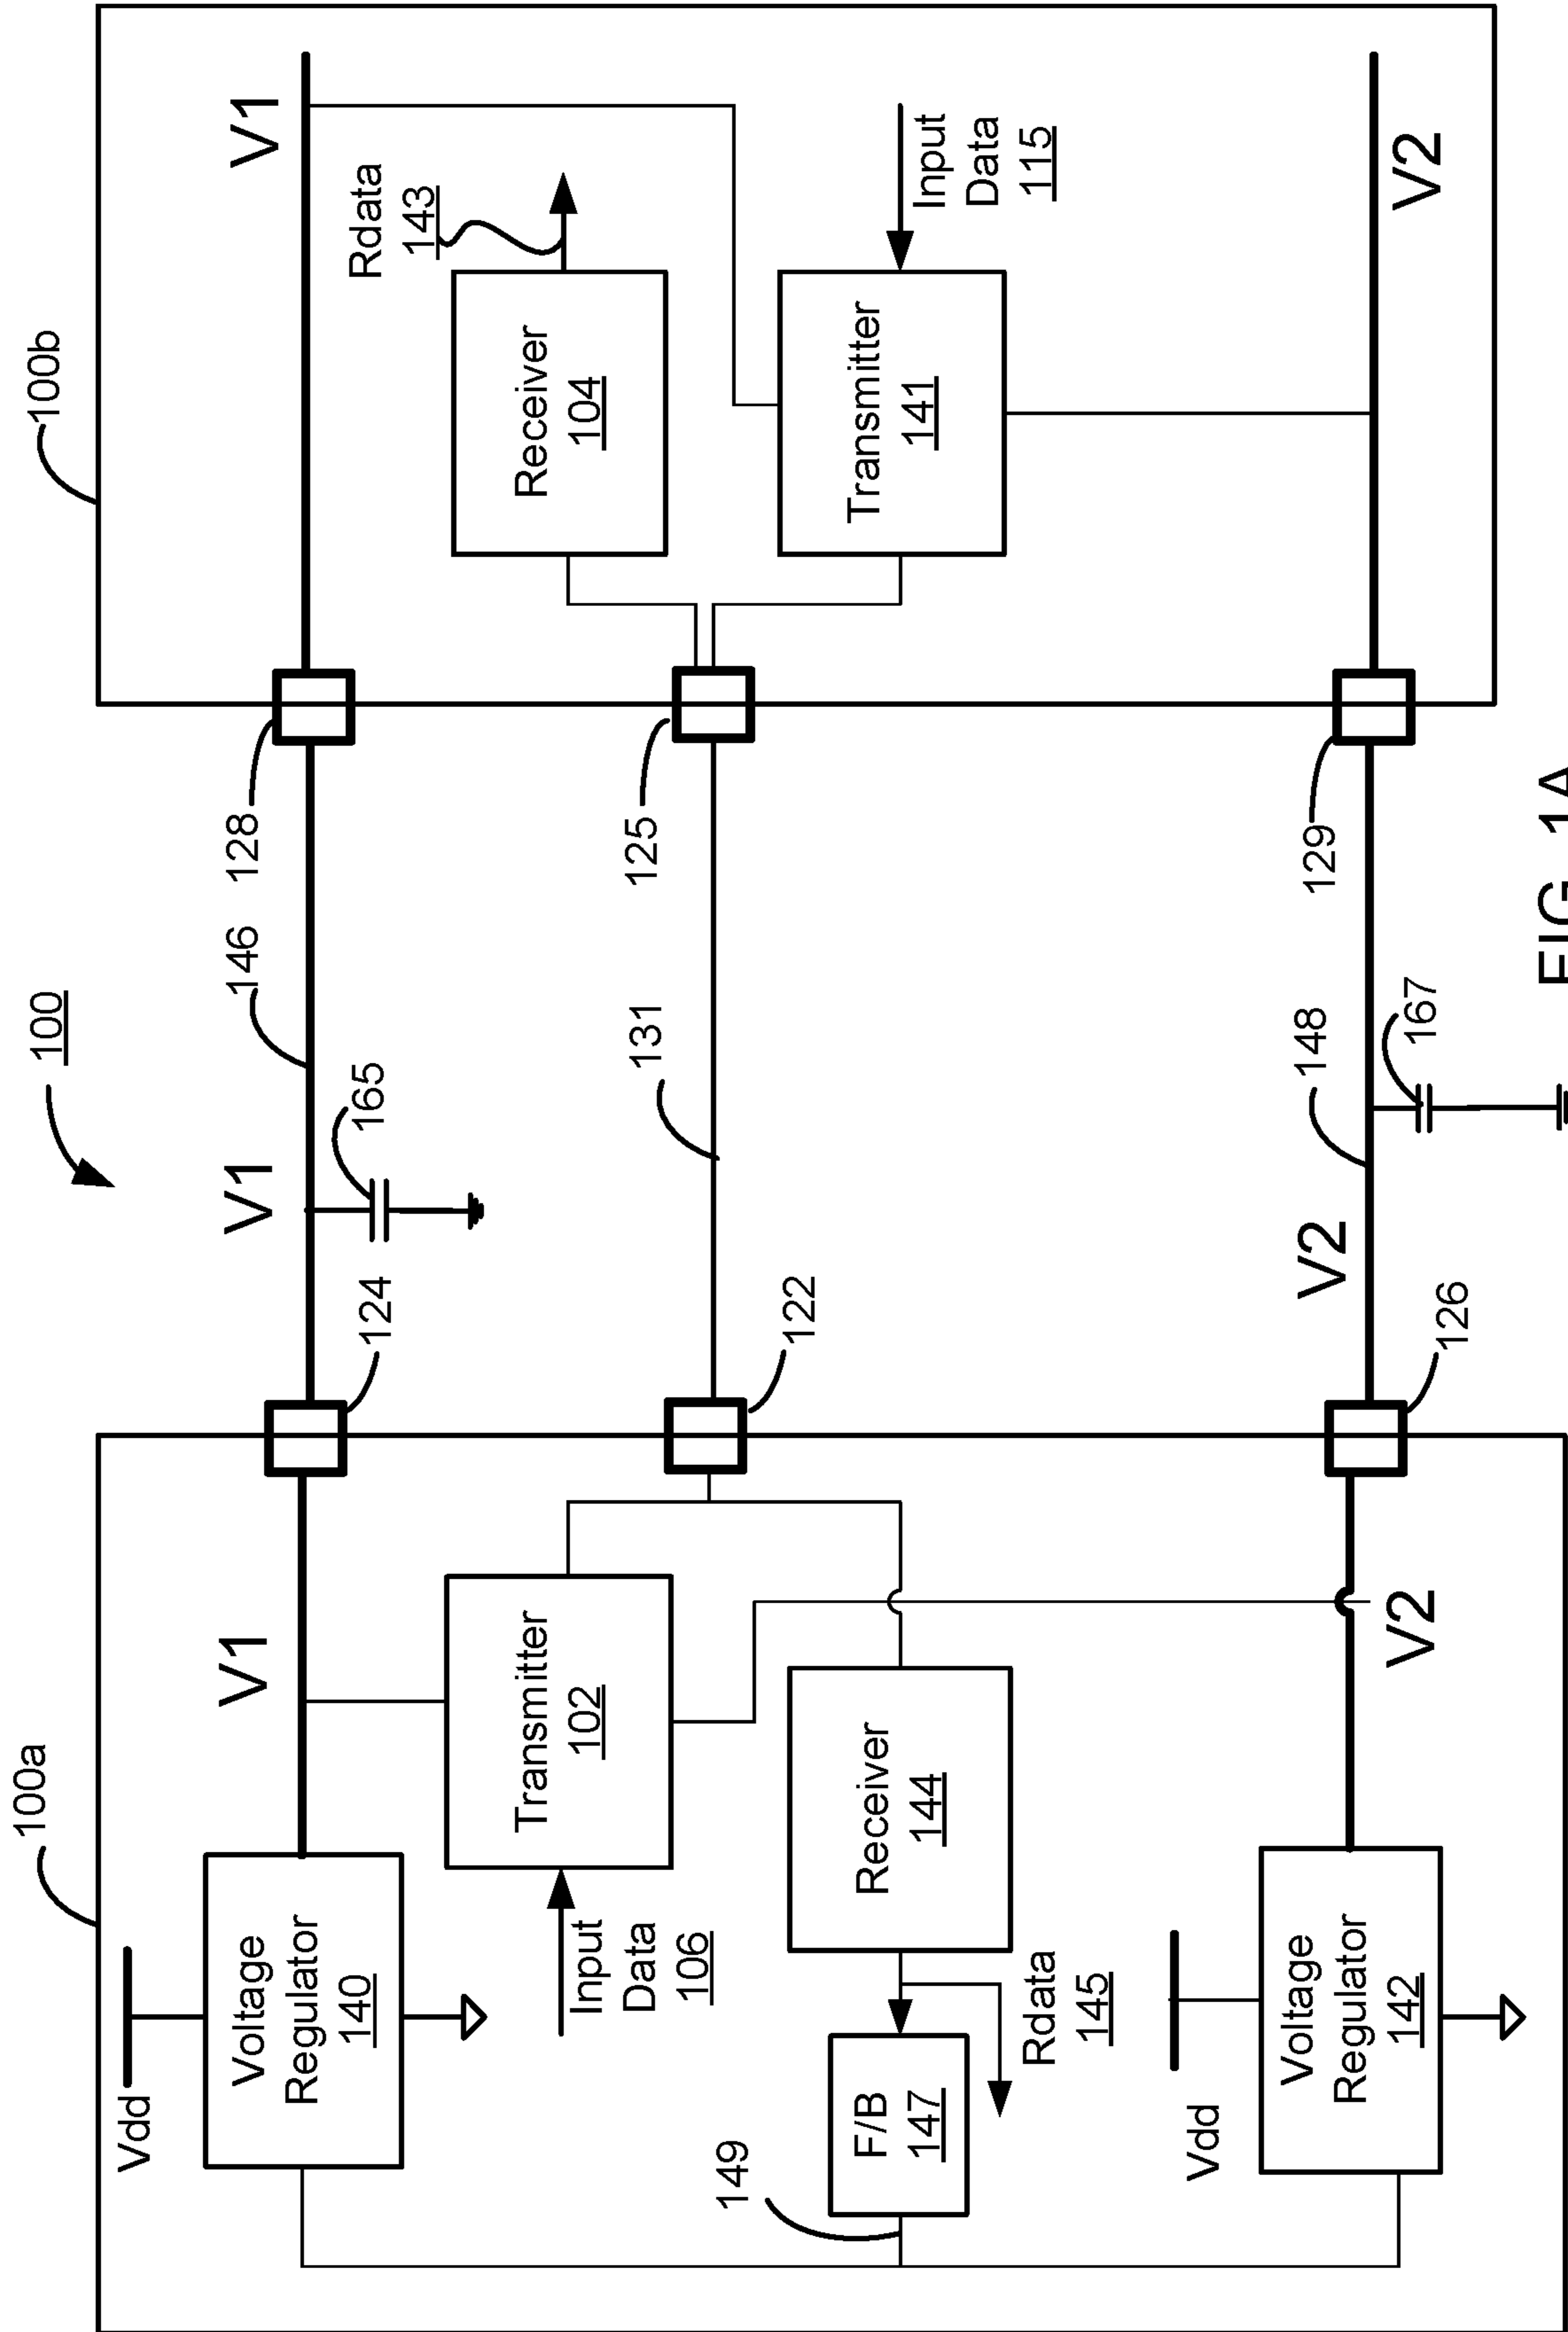 100
100a
100b
Vdd
Voltage
Regulator
140
V1
124
V1
165
146
128
V1
Rdata
143
Receiver
104
Input
Data
106
Transmitter
102
122
131
125
Transmitter
141
Input
Data
115
149
F/B
147
Receiver
144
Rdata
145
Vdd
Voltage
Regulator
142
V2
126
V2
148
167
129
V2
FIG. 1A